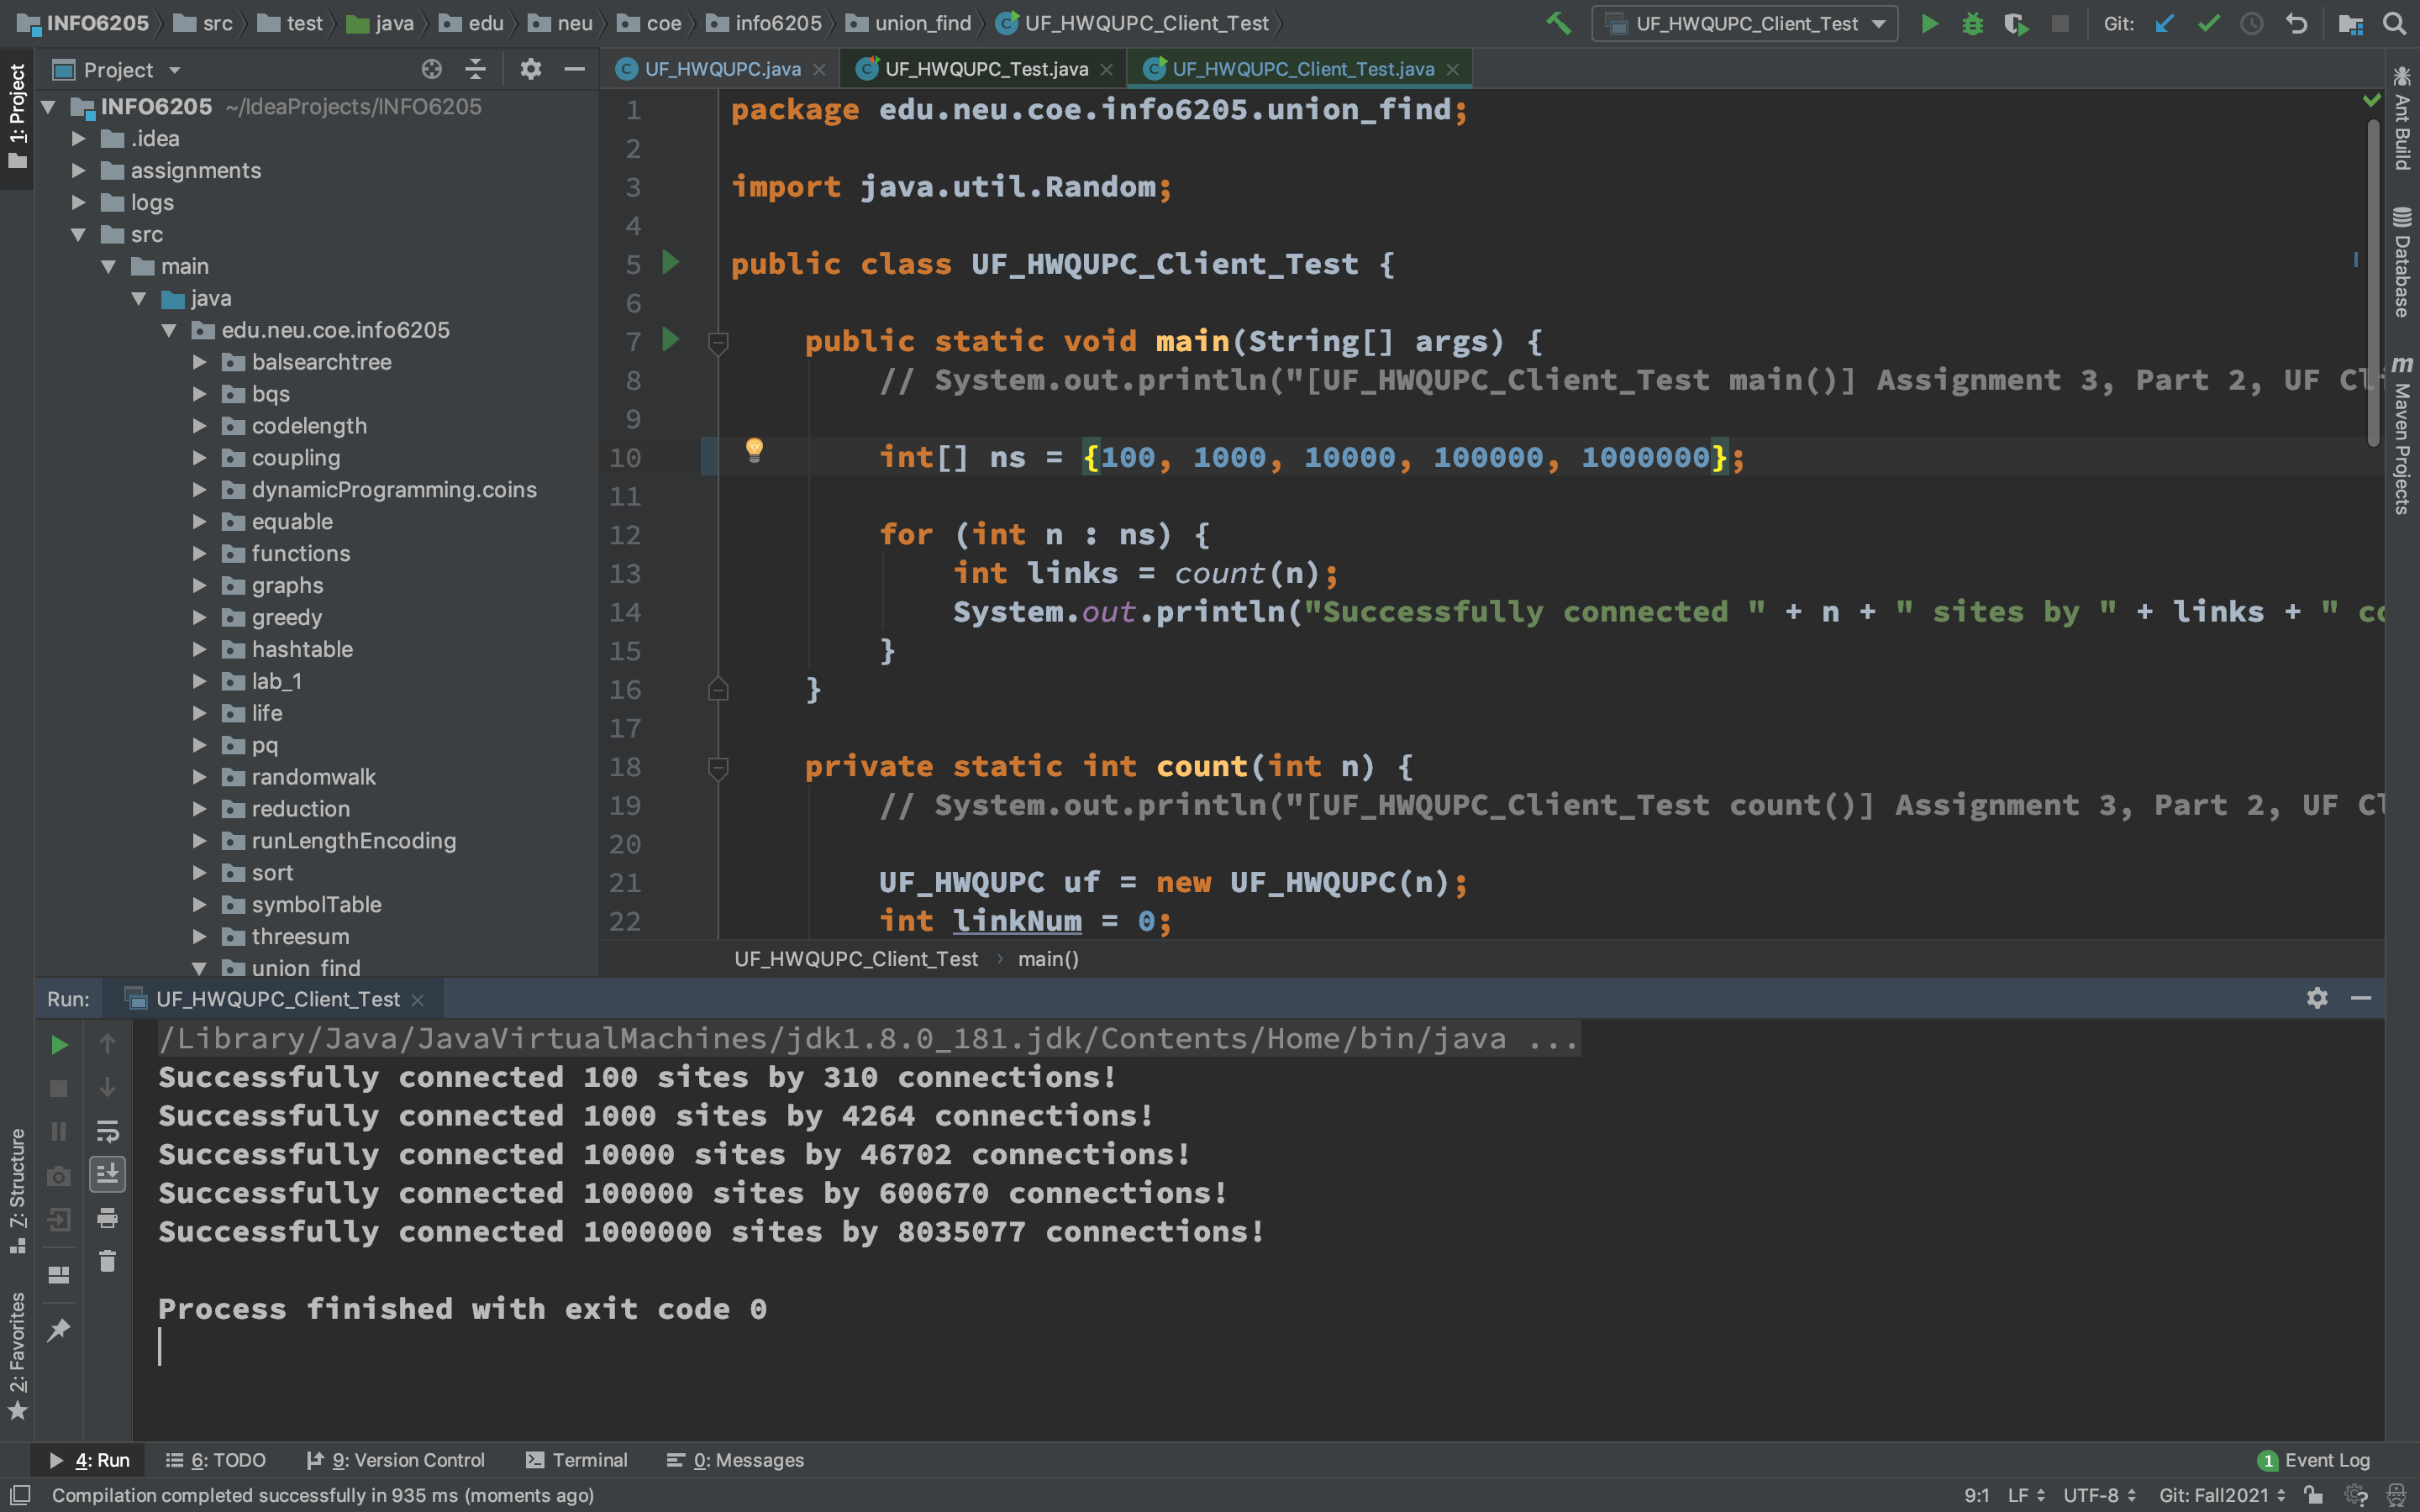 INFO6205 src test java edu neu coe info6205 union_find UF_HWQUPC_Client_Test UF_HWQUPC_Client_Test Git:
1: Project
Project
UF_HWQUPC.java UF_HWQUPC_Test.java UF_HWQUPC_Client_Test.java
INFO6205 ~/IdeaProjects/INFO6205
.idea
assignments
logs
src
main
java
edu.neu.coe.info6205
balsearchtree
bqs
codelength
coupling
dynamicProgramming.coins
equable
functions
graphs
greedy
hashtable
lab_1
life
pq
randomwalk
reduction
runLengthEncoding
sort
symbolTable
threesum
union_find
1 package edu.neu.coe.info6205.union_find;
2
3 import java.util.Random;
4
5 public class UF_HWQUPC_Client_Test {
6
7 public static void main(String[] args) {
8 // System.out.println("[UF_HWQUPC_Client_Test main()] Assignment 3, Part 2, UF Cli
9
10 int[] ns = {100, 1000, 10000, 100000, 1000000};
11
12 for (int n : ns) {
13 int links = count(n);
14 System.out.println("Successfully connected " + n + " sites by " + links + " co
15 }
16 }
17
18 private static int count(int n) {
19 // System.out.println("[UF_HWQUPC_Client_Test count()] Assignment 3, Part 2, UF Cl
20
21 UF_HWQUPC uf = new UF_HWQUPC(n);
22 int linkNum = 0;
UF_HWQUPC_Client_Test main()
Ant Build
Database
m Maven Projects
Run: UF_HWQUPC_Client_Test
/Library/Java/JavaVirtualMachines/jdk1.8.0_181.jdk/Contents/Home/bin/java ...
Successfully connected 100 sites by 310 connections!
Successfully connected 1000 sites by 4264 connections!
Successfully connected 10000 sites by 46702 connections!
Successfully connected 100000 sites by 600670 connections!
Successfully connected 1000000 sites by 8035077 connections!
Process finished with exit code 0
7: Structure
2: Favorites
4: Run 6: TODO 9: Version Control Terminal 0: Messages 1 Event Log
Compilation completed successfully in 935 ms (moments ago) 9:1 LF UTF-8 Git: Fall2021